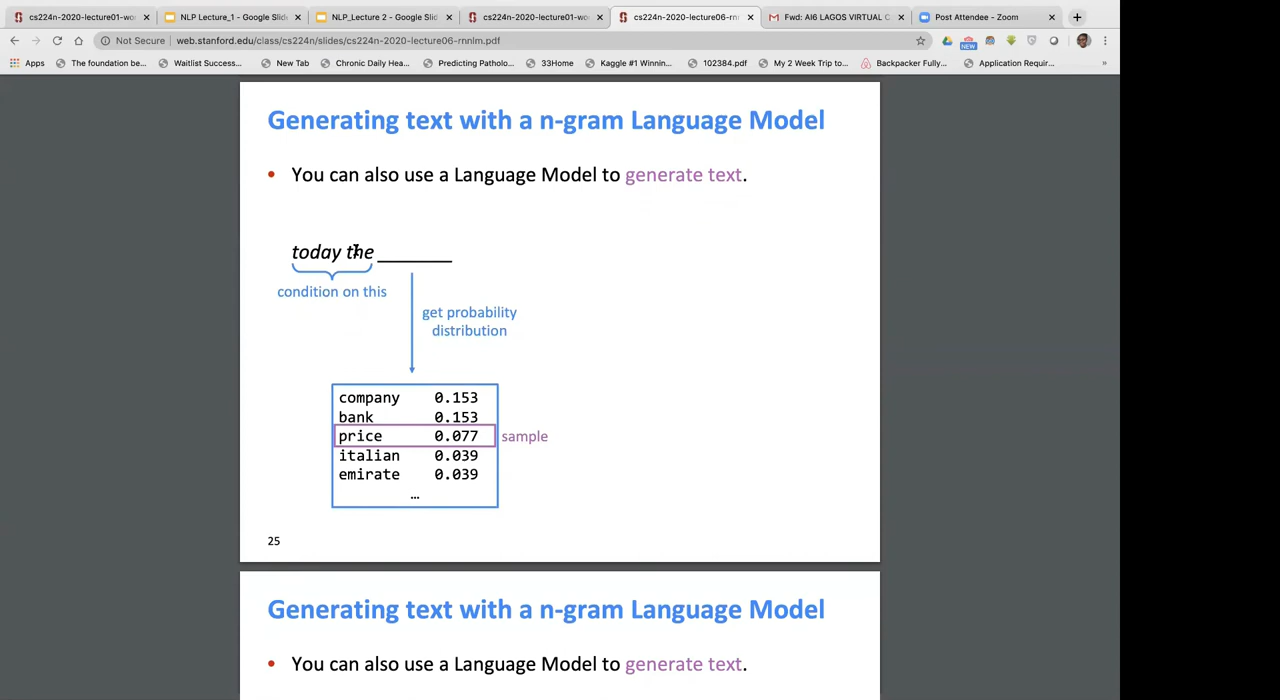 cs224n-2020-lecture01-wo
NLP Lecture_1 - Google Slid
NLP_Lecture 2 - Google Slid
cs224n-2020-lecture01-wo
cs224n-2020-lecture06-rn
Fwd: AI6 LAGOS VIRTUAL C
Post Attendee - Zoom
Not Secure | web.stanford.edu/class/cs224n/slides/cs224n-2020-lecture06-rnnlm.pdf
NEW
Apps
The foundation be...
Waitlist Success...
New Tab
Chronic Daily Hea...
Predicting Patholo...
33Home
Kaggle #1 Winnin...
102384.pdf
My 2 Week Trip to...
Backpacker Fully...
Application Requir...
»
Generating text with a n-gram Language Model
• You can also use a Language Model to generate text.
today the ______
condition on this
get probability
distribution
company 0.153
bank 0.153
price 0.077 sample
italian 0.039
emirate 0.039
…
25
Generating text with a n-gram Language Model
• You can also use a Language Model to generate text.